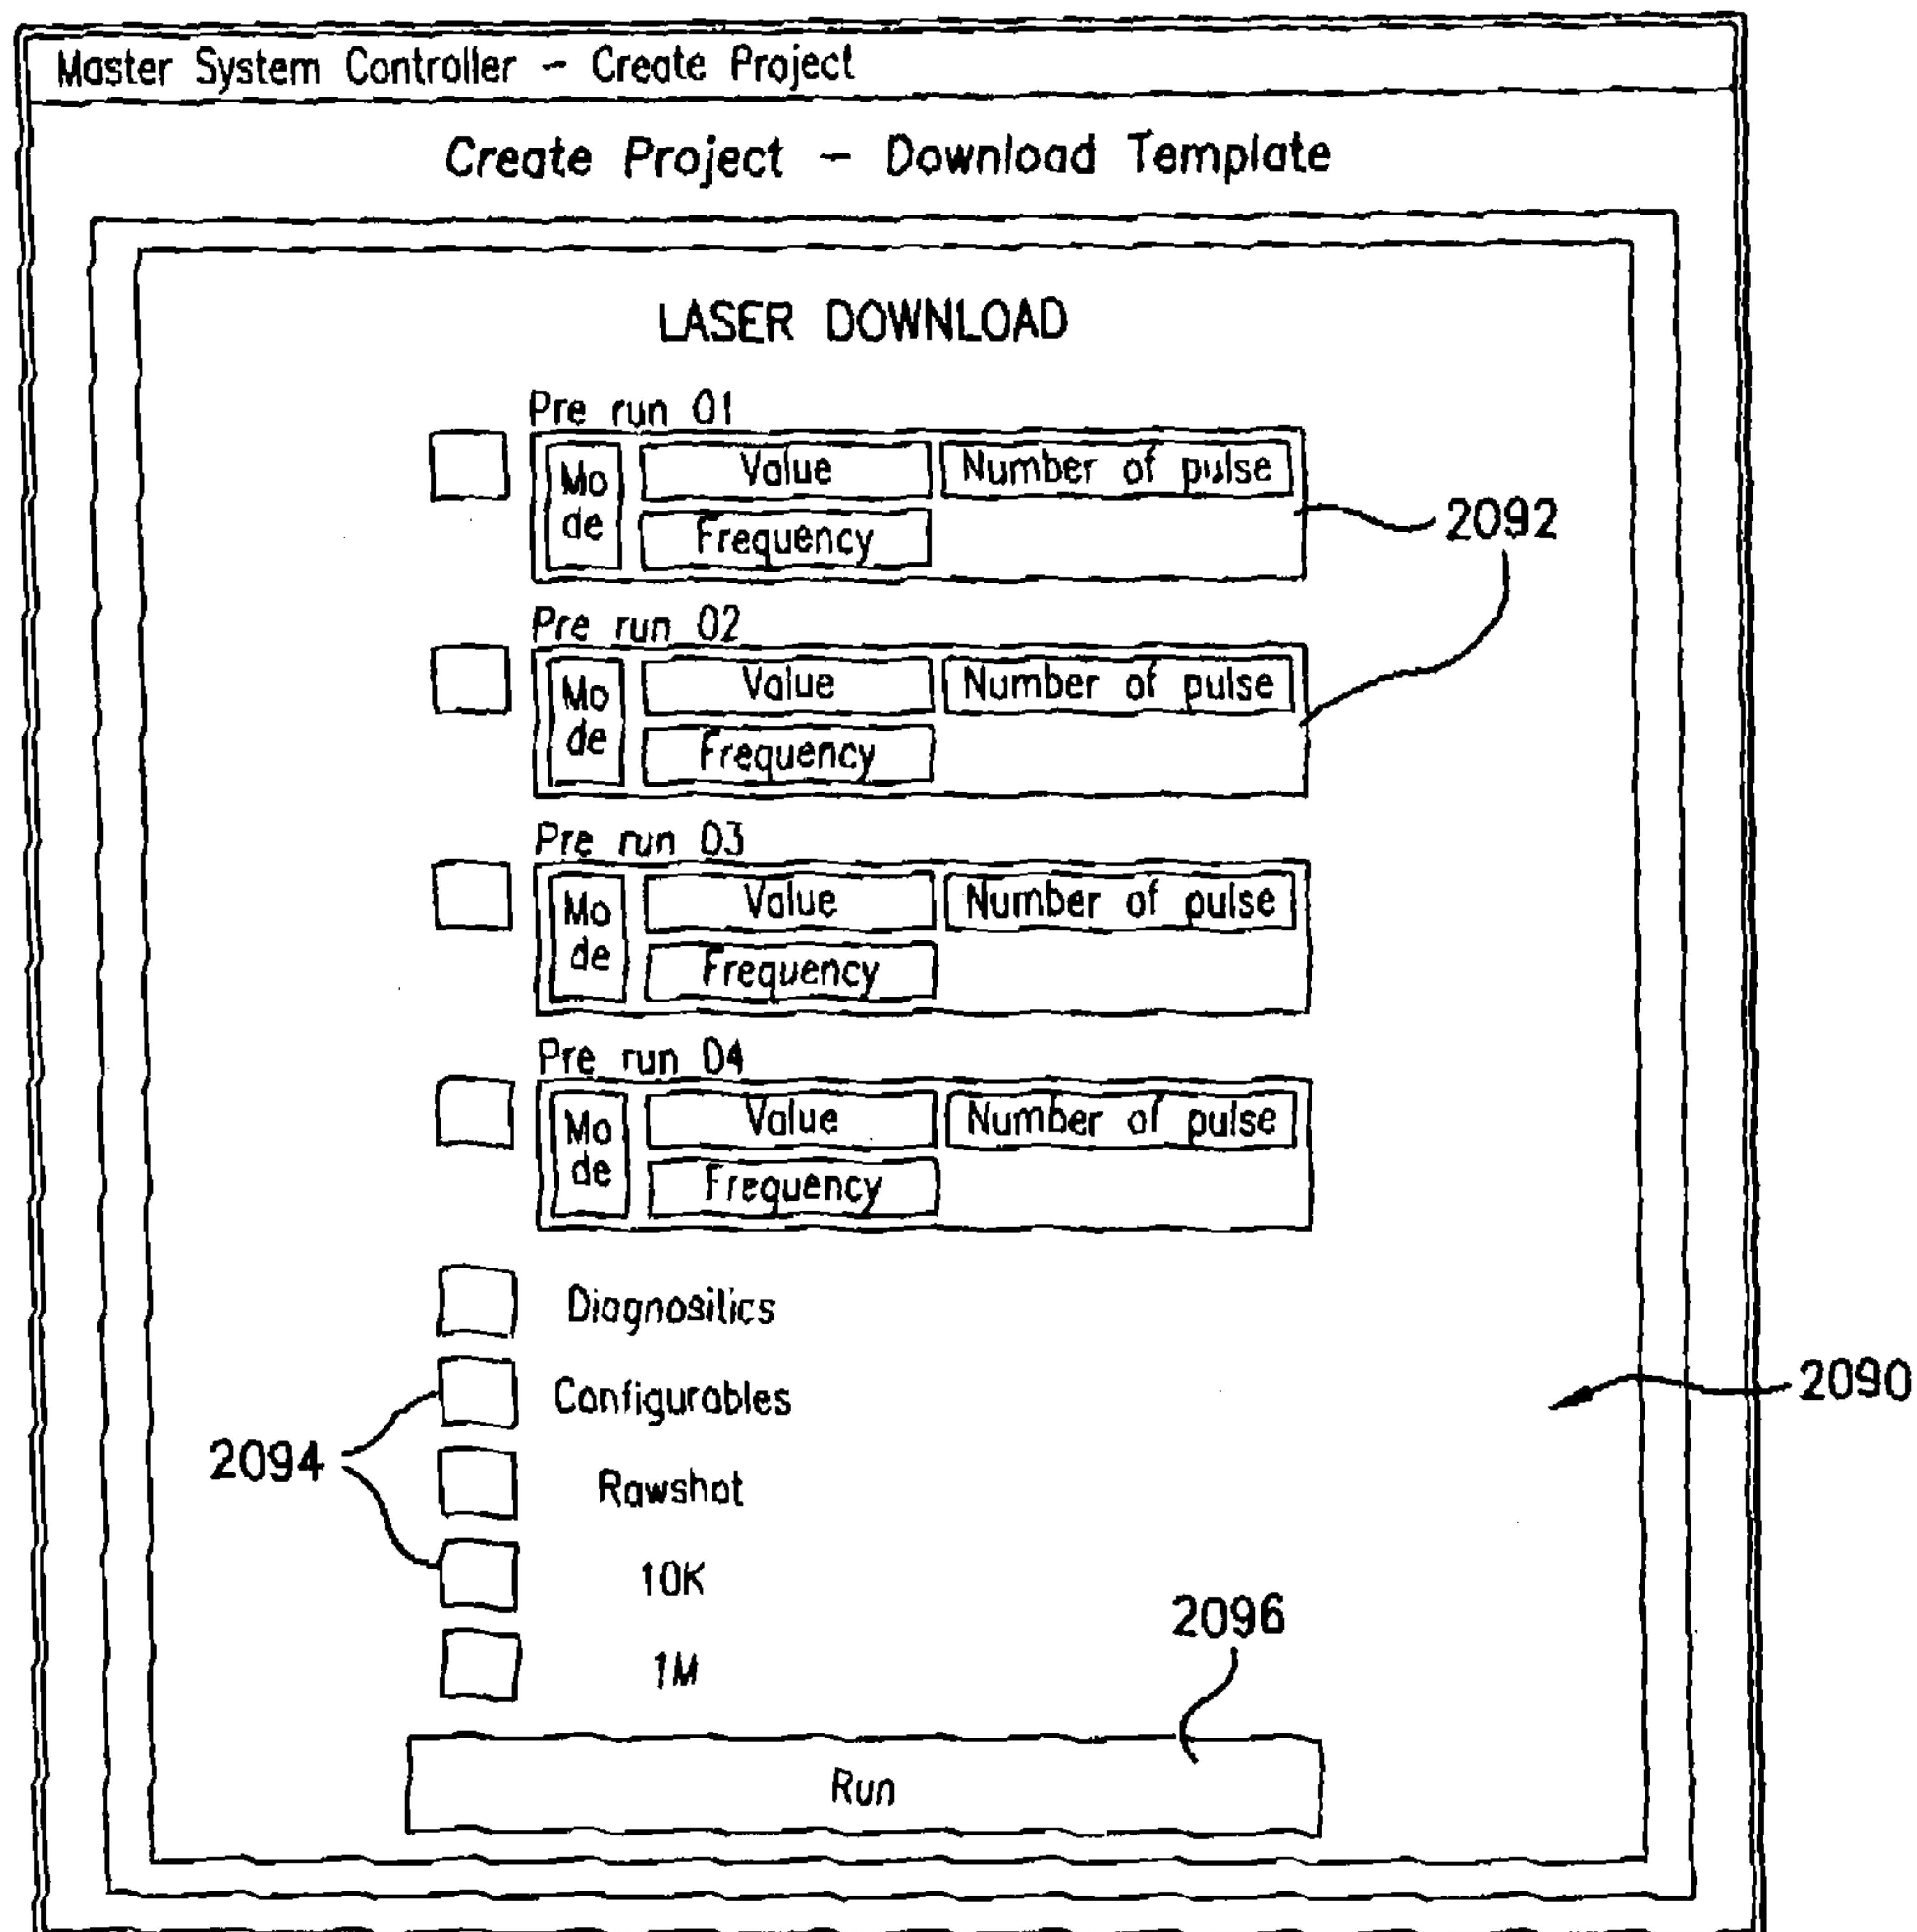 Master System Controller - Create Project
Create Project - Download Template
LASER DOWNLOAD
Pre run 01
Mo
de
Value
Number of pulse
Frequency
2092
Pre run 02
Mo
de
Value
Number of pulse
Frequency
Pre run 03
Mo
de
Value
Number of pulse
Frequency
Pre run 04
Mo
de
Value
Number of pulse
Frequency
Diagnositics
Configurables
2090
2094
Rawshot
10K
2096
1M
Run